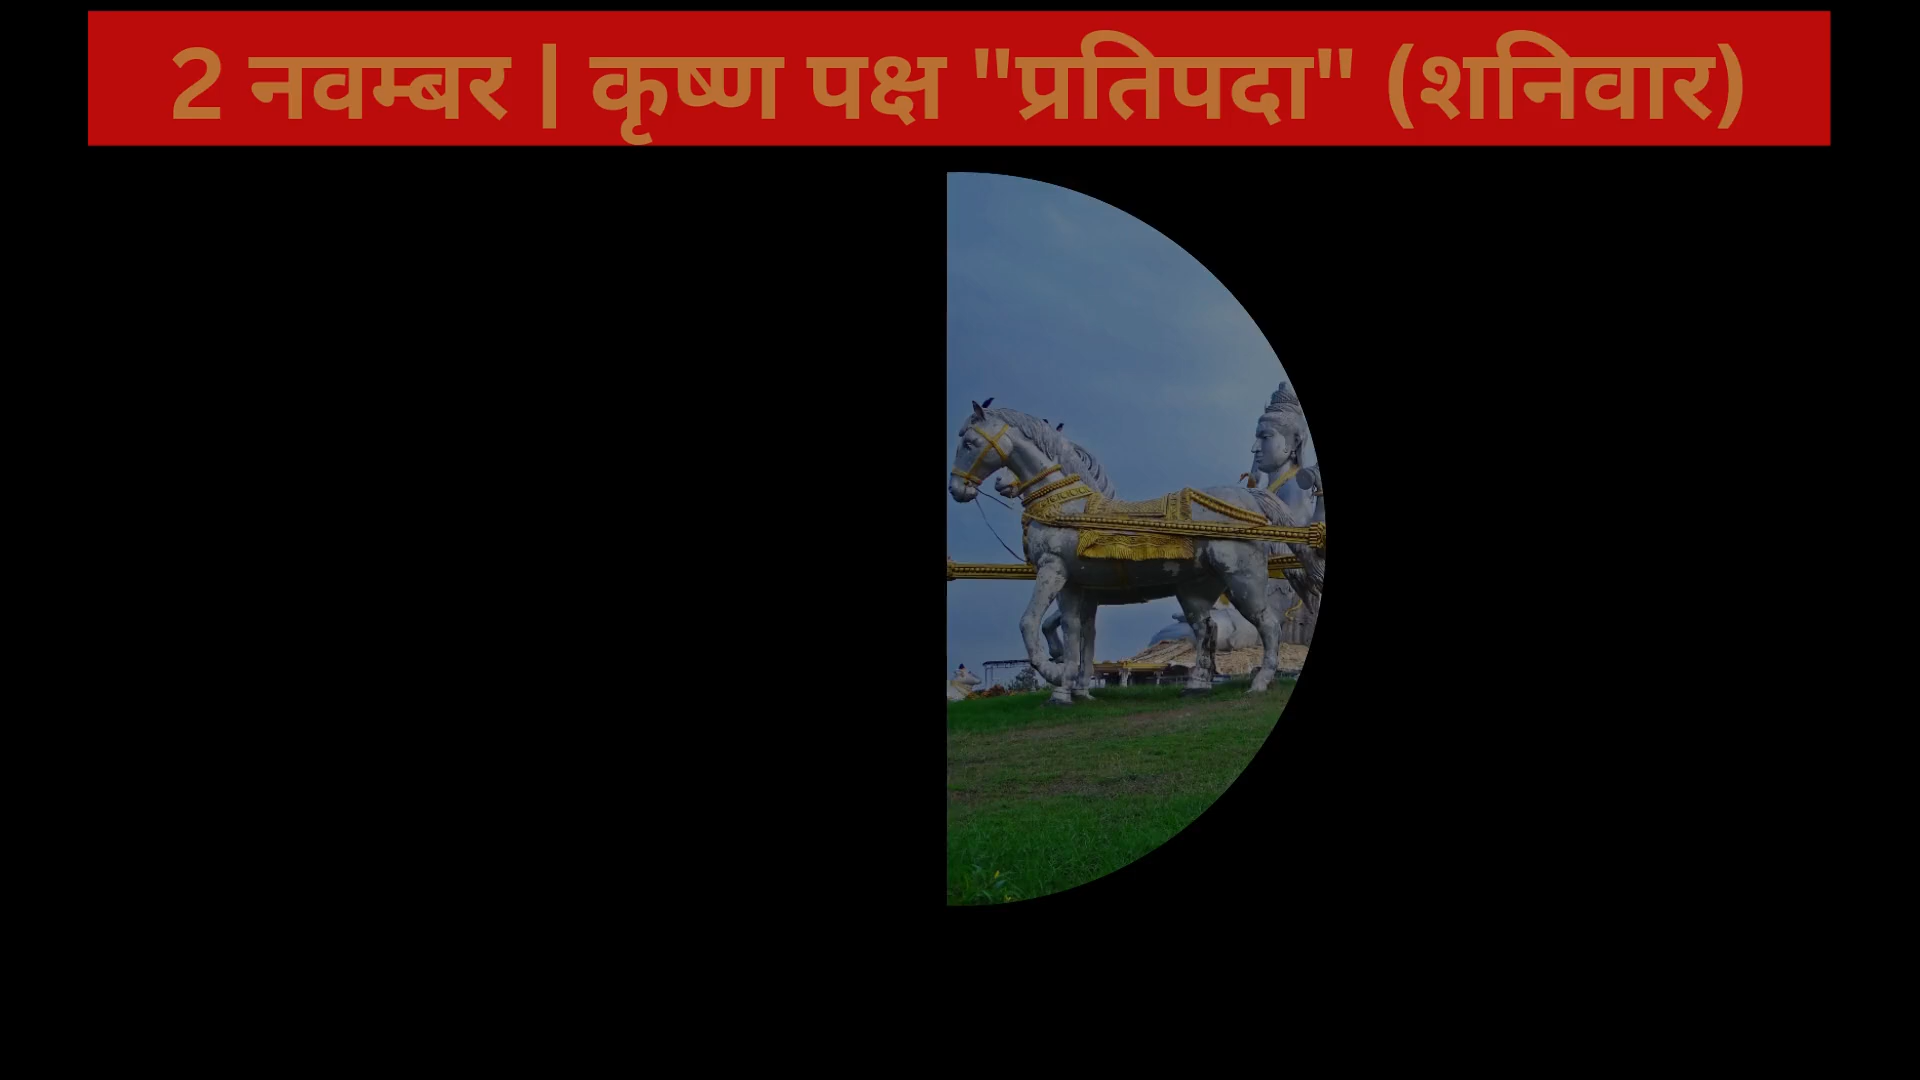 2 नवम्बर | कृष्ण पक्ष "प्रतिपदा" (शनिवार)